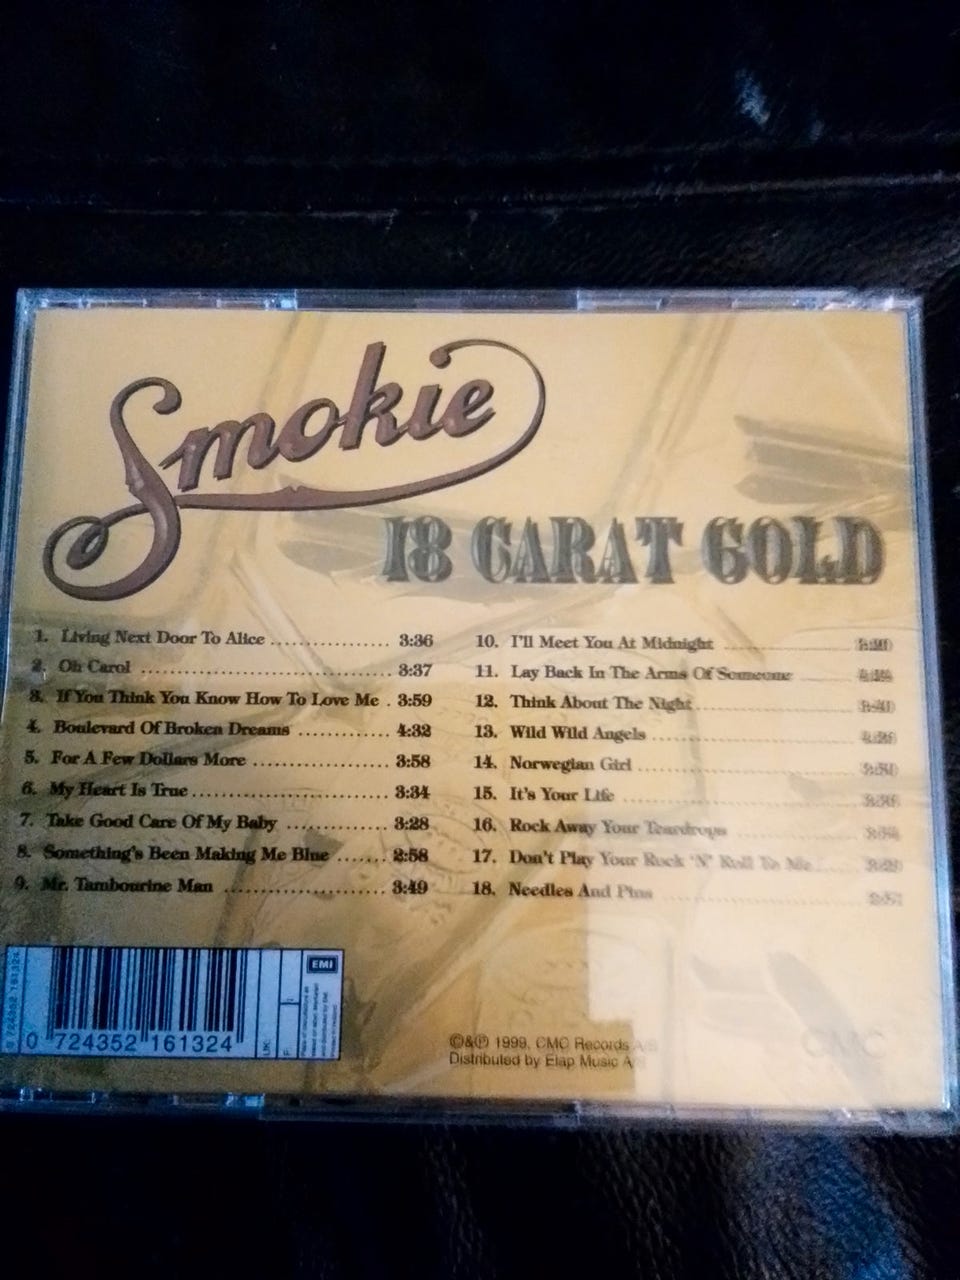 Smokie
18 CARAT GOLD
1. Living Next Door To Alice 3:36
2. Oh Carol 3:37
3. If You Think You Know How To Love Me . 3:59
4. Boulevard Of Broken Dreams 4:32
5. For A Few Dollars More 3:58
6. My Heart Is True 3:34
7. Take Good Care Of My Baby 3:28
8. Something's Been Making Me Blue 2:58
9. Mr. Tambourine Man 3:49
10. I'll Meet You At Midnight
11. Lay Back In The Arms Of Someone
12. Think About The Night
13. Wild Wild Angels
14. Norwegian Girl
15. It's Your Life
16. Rock Away Your Teardrops
17. Don't Play Your Rock 'N' Roll To Me
18. Needles And Pins
EMI
UK:
F:
0 724352 161324
0 724352 161324
©&℗ 1999. CMC Records A/S
Distributed by Elap Music A/S
CMC